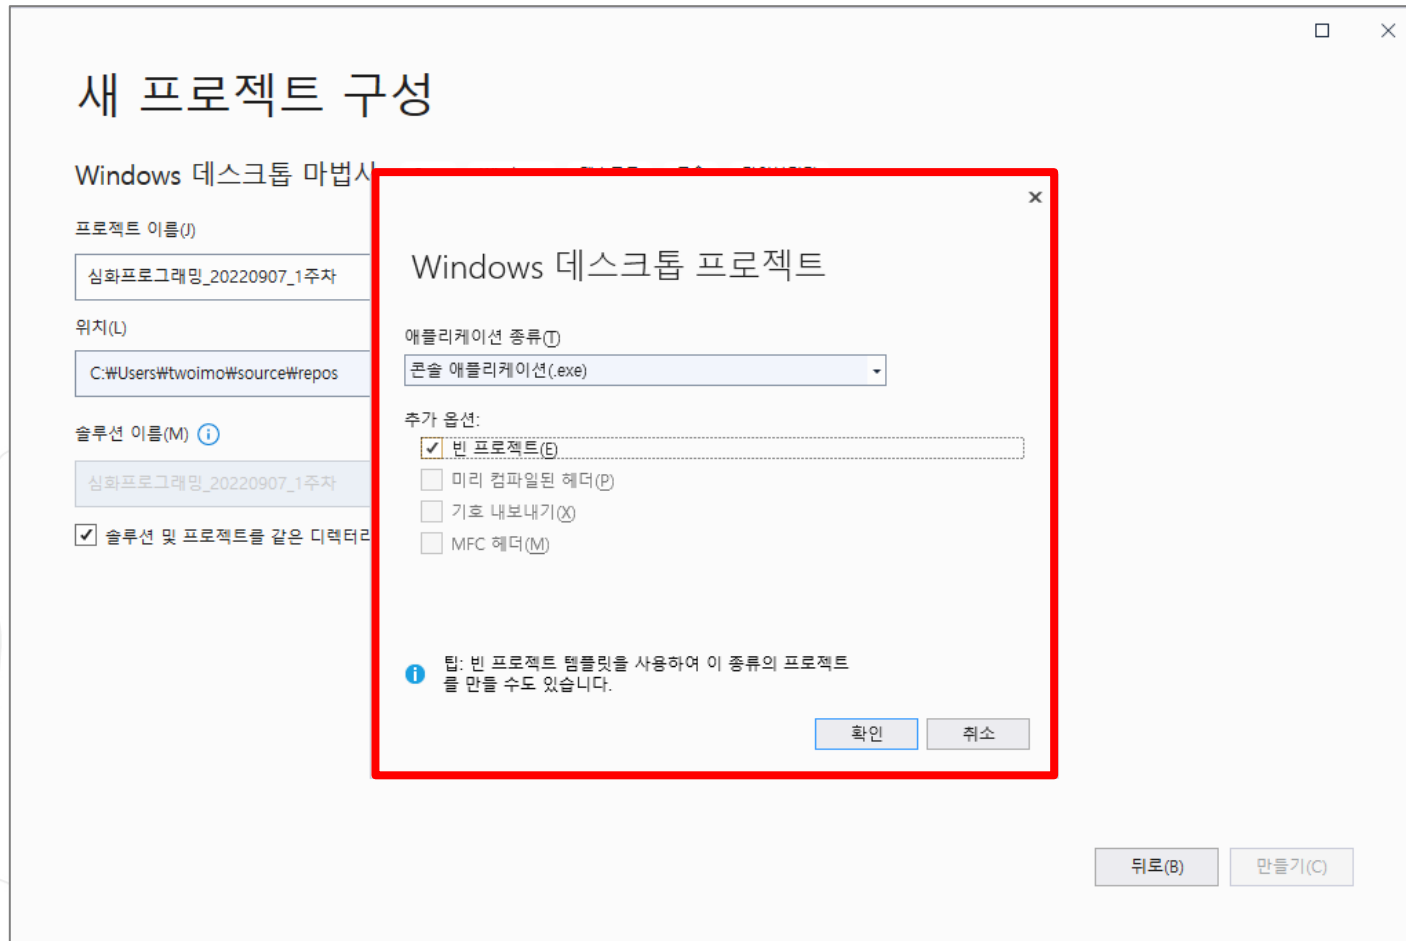 새 프로젝트 구성
Windows 데스크톱 마법사
프로젝트 이름(J)
심화프로그래밍_20220907_1주차
위치(L)
C:₩Users₩twoimo₩source₩repos
솔루션 이름(M)
심화프로그래밍_20220907_1주차
솔루션 및 프로젝트를 같은 디렉터리
Windows 데스크톱 프로젝트
애플리케이션 종류(T)
콘솔 애플리케이션(.exe)
추가 옵션:
빈 프로젝트(E)
미리 컴파일된 헤더(P)
기호 내보내기(X)
MFC 헤더(M)
팁: 빈 프로젝트 템플릿을 사용하여 이 종류의 프로젝트
를 만들 수도 있습니다.
확인
취소
뒤로(B)
만들기(C)